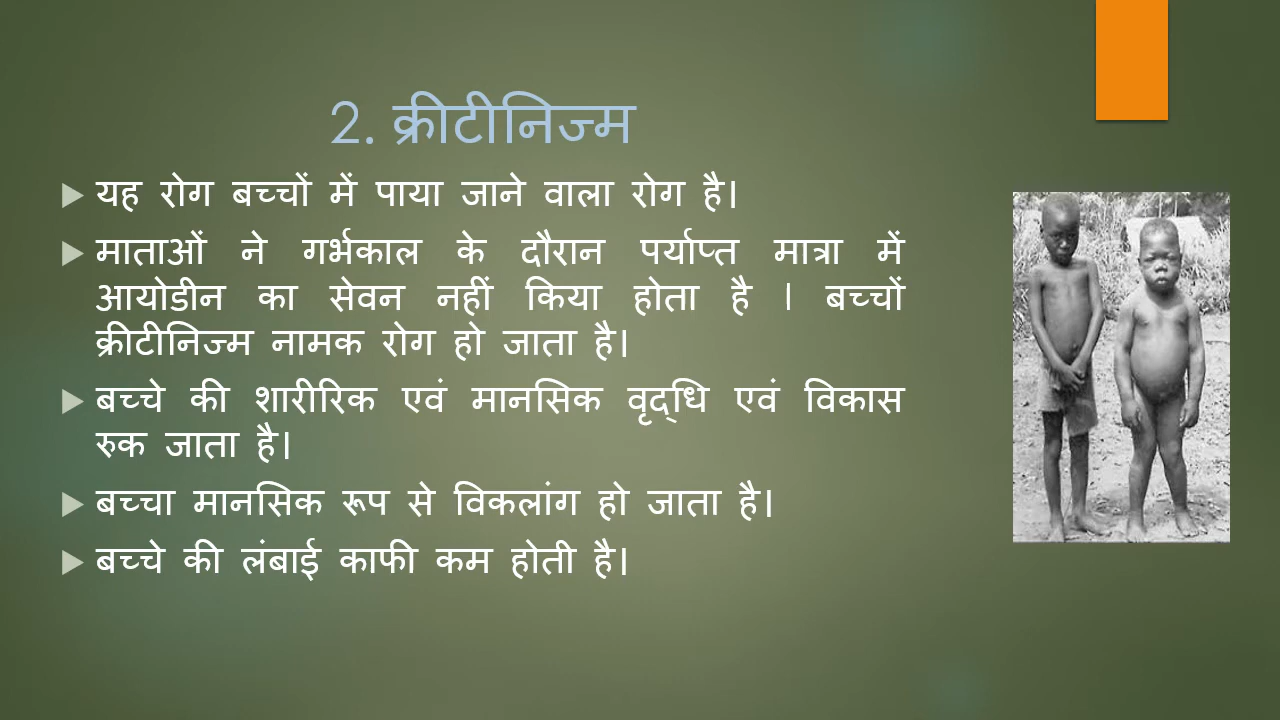 2. क्रीटीनिज्म
यह रोग बच्चों में पाया जाने वाला रोग है।
माताओं ने गर्भकाल के दौरान पर्याप्त मात्रा में
आयोडीन का सेवन नहीं किया होता है । बच्चों
क्रीटीनिज्म नामक रोग हो जाता है।
बच्चे की शारीरिक एवं मानसिक वृद्धि एवं विकास
रुक जाता है।
बच्चा मानसिक रूप से विकलांग हो जाता है।
बच्चे की लंबाई काफी कम होती है।